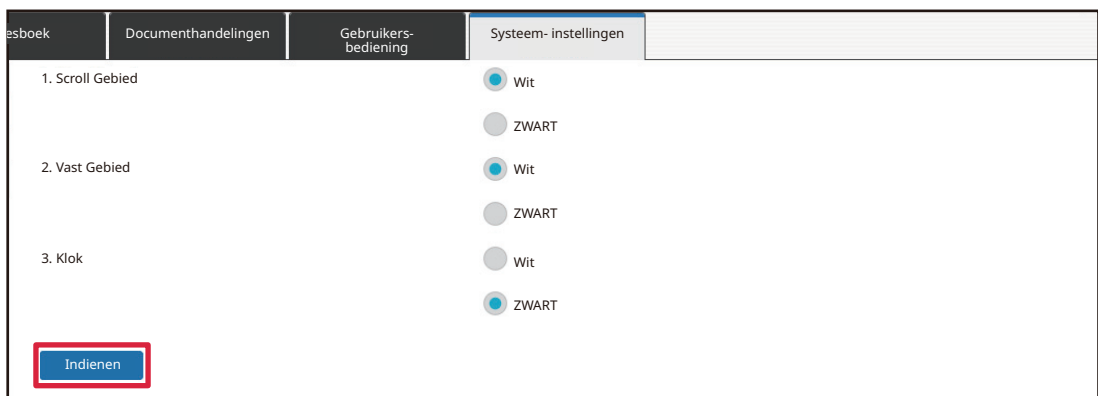 esboek
Documenthandelingen
Gebruikers-
bediening
Systeem- instellingen
1. Scroll Gebied
Wit
ZWART
2. Vast Gebied
Wit
ZWART
3. Klok
Wit
ZWART
Indienen